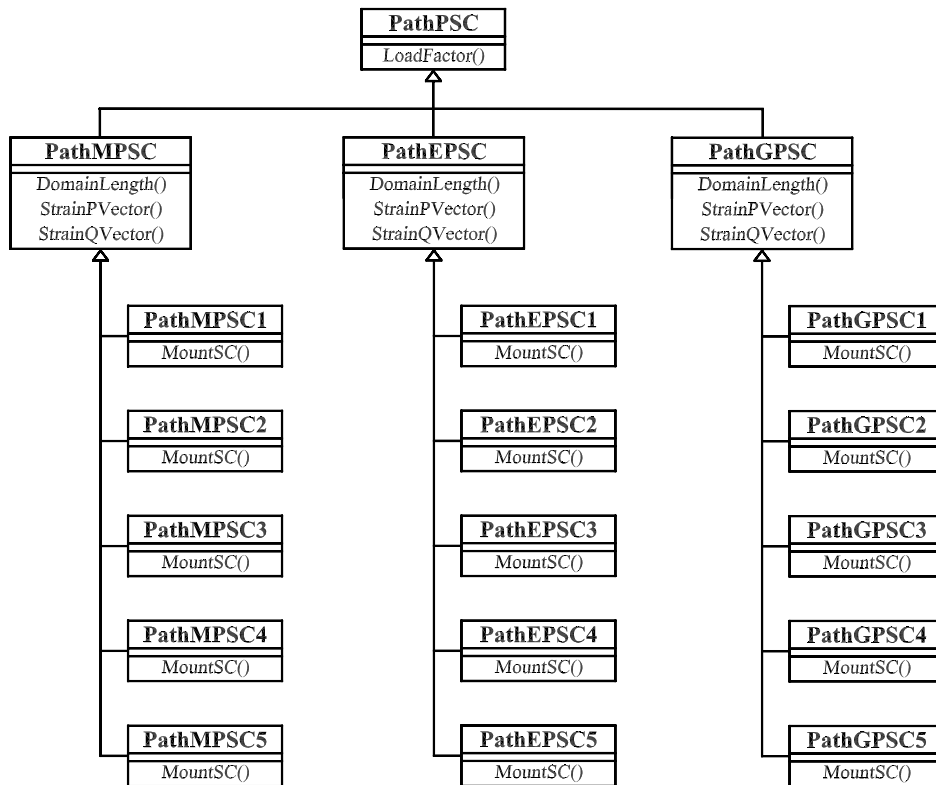 PathPSC
LoadFactor()
PathMPSC
DomainLength()
StrainPVector()
StrainQVector()
PathEPSC
DomainLength()
StrainPVector()
StrainQVector()
PathGPSC
DomainLength()
StrainPVector()
StrainQVector()
PathMPSC1
MountSC()
PathEPSC1
MountSC()
PathGPSC1
MountSC()
PathMPSC2
MountSC()
PathEPSC2
MountSC()
PathGPSC2
MountSC()
PathMPSC3
MountSC()
PathEPSC3
MountSC()
PathGPSC3
MountSC()
PathMPSC4
MountSC()
PathEPSC4
MountSC()
PathGPSC4
MountSC()
PathMPSC5
MountSC()
PathEPSC5
MountSC()
PathGPSC5
MountSC()